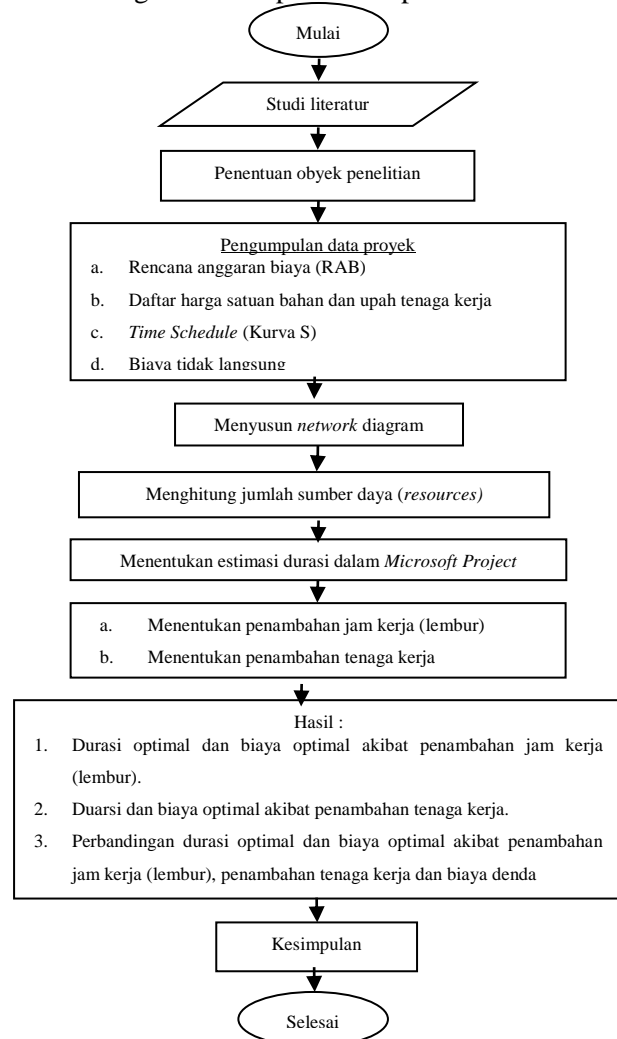 Mulai
Studi literatur
Penentuan obyek penelitian
Pengumpulan data proyek
a. Rencana anggaran biaya (RAB)
b. Daftar harga satuan bahan dan upah tenaga kerja
c. Time Schedule (Kurva S)
d. Biaya tidak langsung
Menyusun network diagram
Menghitung jumlah sumber daya (resources)
Menentukan estimasi durasi dalam Microsoft Project
a. Menentukan penambahan jam kerja (lembur)
b. Menentukan penambahan tenaga kerja
Hasil :
1. Durasi optimal dan biaya optimal akibat penambahan jam kerja
(lembur).
2. Duarsi dan biaya optimal akibat penambahan tenaga kerja.
3. Perbandingan durasi optimal dan biaya optimal akibat penambahan
jam kerja (lembur), penambahan tenaga kerja dan biaya denda
Kesimpulan
Selesai